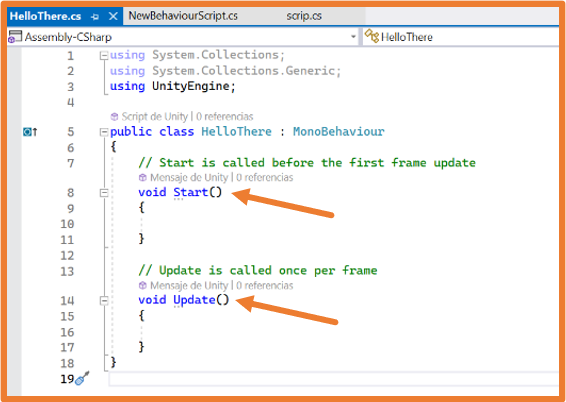 HelloThere.cs NewBehaviourScript.cs scrip.cs
Assembly-CSharp HelloThere
1 using System.Collections;
2 using System.Collections.Generic;
3 using UnityEngine;
4
Script de Unity | 0 referencias
5 public class HelloThere : MonoBehaviour
6 {
7 // Start is called before the first frame update
Mensaje de Unity | 0 referencias
8 void Start()
9 {
10
11 }
12
13 // Update is called once per frame
Mensaje de Unity | 0 referencias
14 void Update()
15 {
16
17 }
18 }
19